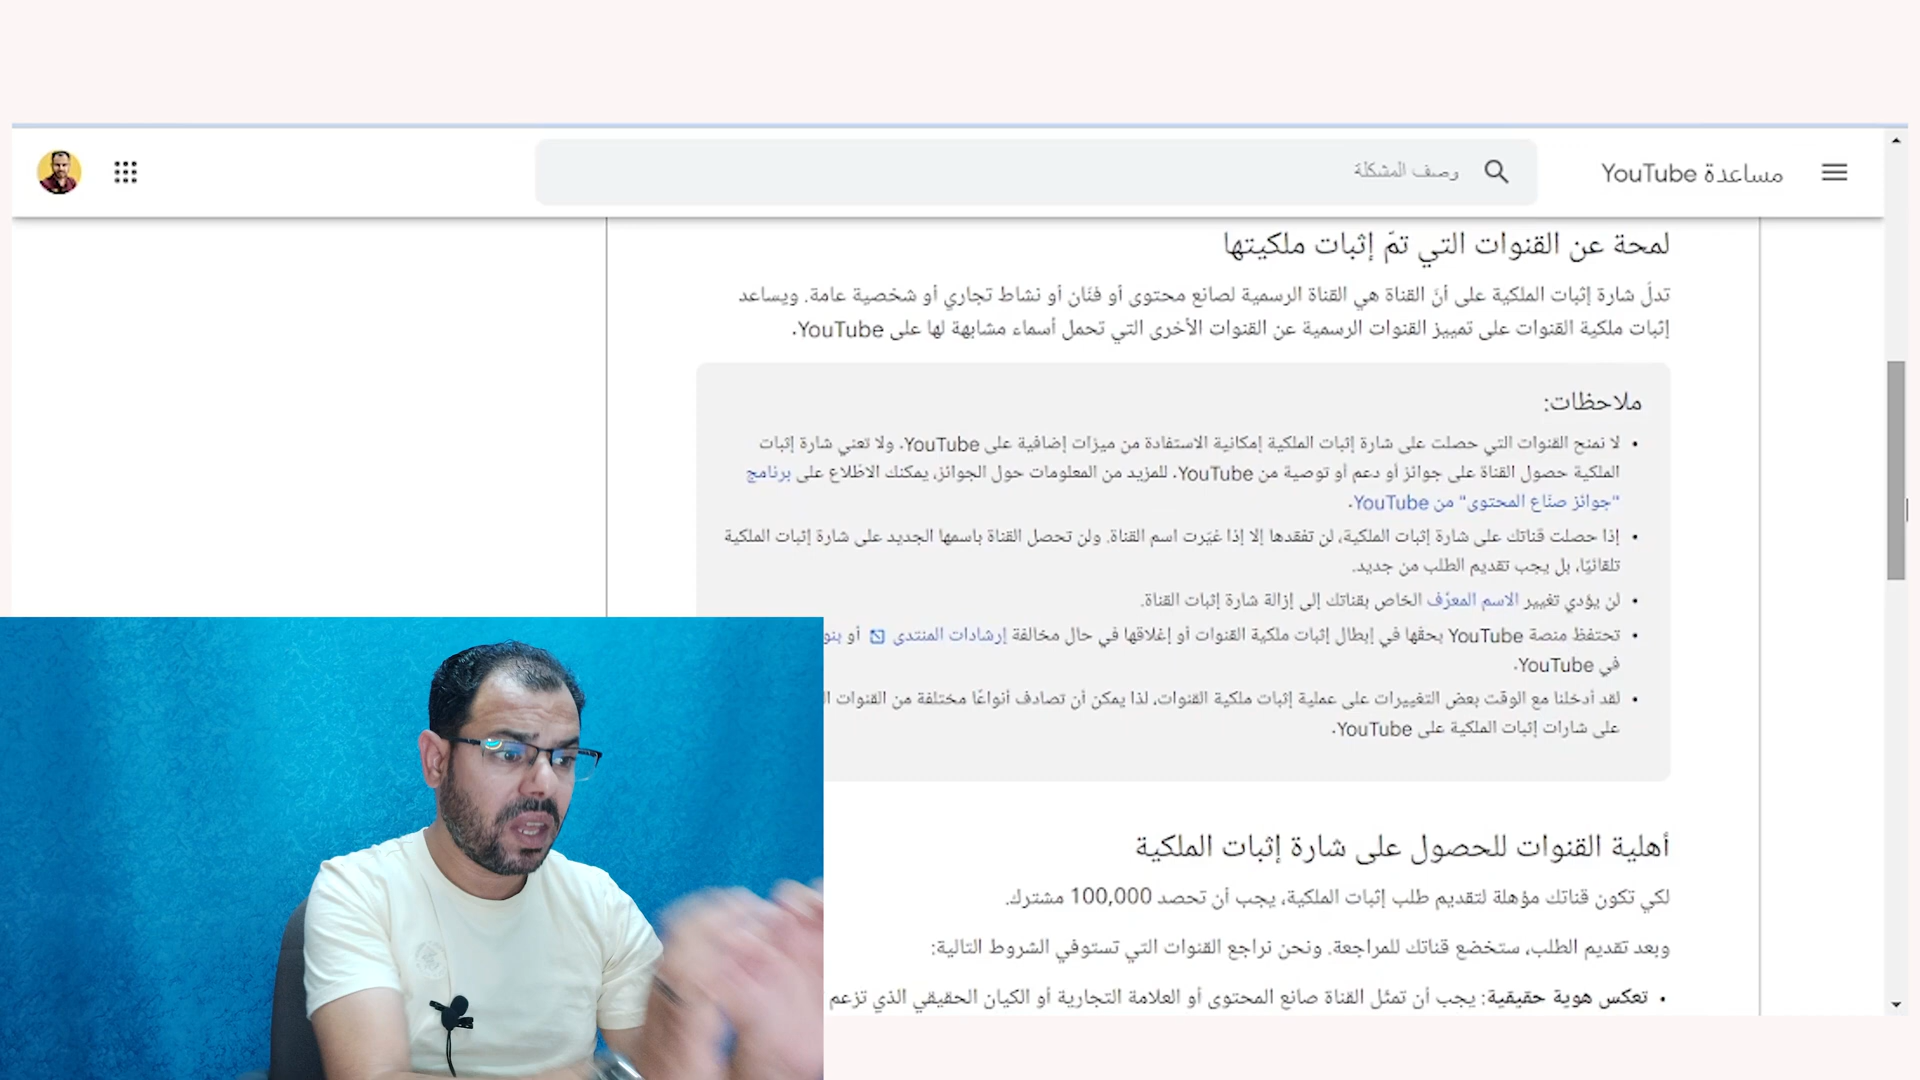 مساعدة YouTube
وصف المشكلة
لمحة عن القنوات التي تمّ إثبات ملكيتها
تدلّ شارة إثبات الملكية على أنّ القناة هي القناة الرسمية لصانع محتوى أو فنّان أو نشاط تجاري أو شخصية عامة. ويساعد
إثبات ملكية القنوات على تمييز القنوات الرسمية عن القنوات الأخرى التي تحمل أسماء مشابهة لها على YouTube.
ملاحظات:
• لا نمنح القنوات التي حصلت على شارة إثبات الملكية إمكانية الاستفادة من ميزات إضافية على YouTube. ولا تعني شارة إثبات
الملكية حصول القناة على جوائز أو دعم أو توصية من YouTube. للمزيد من المعلومات حول الجوائز، يمكنك الاطّلاع على برنامج
"جوائز صنّاع المحتوى" من YouTube.
• إذا حصلت قناتك على شارة إثبات الملكية، لن تفقدها إلا إذا غيّرت اسم القناة. ولن تحصل القناة باسمها الجديد على شارة إثبات الملكية
تلقائيًا، بل يجب تقديم الطلب من جديد.
• لن يؤدي تغيير الاسم المعرّف الخاص بقناتك إلى إزالة شارة إثبات القناة.
• تحتفظ منصة YouTube بحقها في إبطال إثبات ملكية القنوات أو إغلاقها في حال مخالفة إرشادات المنتدى أو
في YouTube.
• لقد أدخلنا مع الوقت بعض التغييرات على عملية إثبات ملكية القنوات، لذا يمكن أن تصادف أنواعًا مختلفة من القنوات
على شارات إثبات الملكية على YouTube.
أهلية القنوات للحصول على شارة إثبات الملكية
لكي تكون قناتك مؤهلة لتقديم طلب إثبات الملكية، يجب أن تحصد 100,000 مشترك.
وبعد تقديم الطلب، ستخضع قناتك للمراجعة. ونحن نراجع القنوات التي تستوفي الشروط التالية:
• تعكس هوية حقيقية: يجب أن تمثّل القناة صانع المحتوى أو العلامة التجارية أو الكيان الحقيقي الذي تزعم